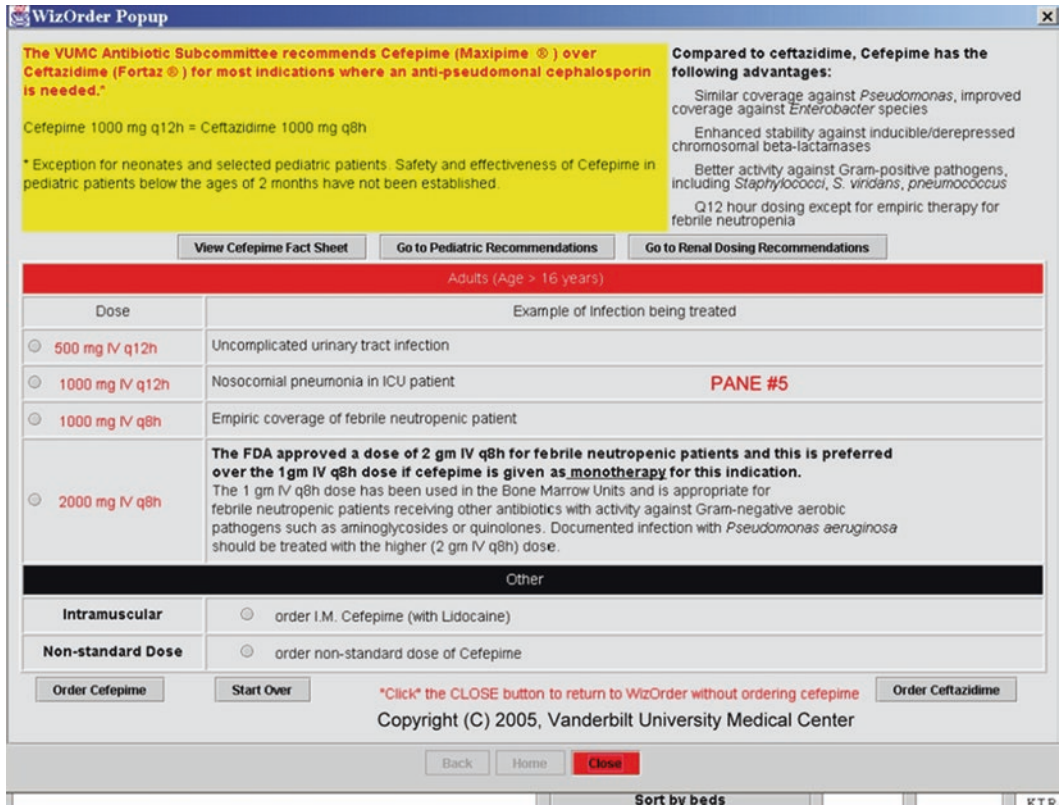 WizOrder Popup
The VUMC Antibiotic Subcommittee recommends Cefepime (Maxipime ® ) over
Ceftazidime (Fortaz ® ) for most indications where an anti-pseudomonal cephalosporin
is needed.*
Cefepime 1000 mg q12h = Ceftazidime 1000 mg q8h
* Exception for neonates and selected pediatric patients. Safety and effectiveness of Cefepime in
pediatric patients below the ages of 2 months have not been established.
Compared to ceftazidime, Cefepime has the
following advantages:
Similar coverage against Pseudomonas, improved
coverage against Enterobacter species
Enhanced stability against inducible/derepressed
chromosomal beta-lactamases
Better activity against Gram-positive pathogens,
including Staphylococci, S. viridans, pneumococcus
Q12 hour dosing except for empiric therapy for
febrile neutropenia
View Cefepime Fact Sheet
Go to Pediatric Recommendations
Go to Renal Dosing Recommendations
Adults (Age > 16 years)
Dose
Example of Infection being treated
500 mg IV q12h
Uncomplicated urinary tract infection
1000 mg IV q12h
Nosocomial pneumonia in ICU patient
PANE #5
1000 mg IV q8h
Empiric coverage of febrile neutropenic patient
2000 mg IV q8h
The FDA approved a dose of 2 gm IV q8h for febrile neutropenic patients and this is preferred
over the 1gm IV q8h dose if cefepime is given as monotherapy for this indication.
The 1 gm IV q8h dose has been used in the Bone Marrow Units and is appropriate for
febrile neutropenic patients receiving other antibiotics with activity against Gram-negative aerobic
pathogens such as aminoglycosides or quinolones. Documented infection with Pseudomonas aeruginosa
should be treated with the higher (2 gm IV q8h) dose.
Other
Intramuscular
order I.M. Cefepime (with Lidocaine)
Non-standard Dose
order non-standard dose of Cefepime
Order Cefepime
Start Over
*Click* the CLOSE button to return to WizOrder without ordering cefepime
Order Ceftazidime
Copyright (C) 2005, Vanderbilt University Medical Center
Back
Home
Close
Sort by beds